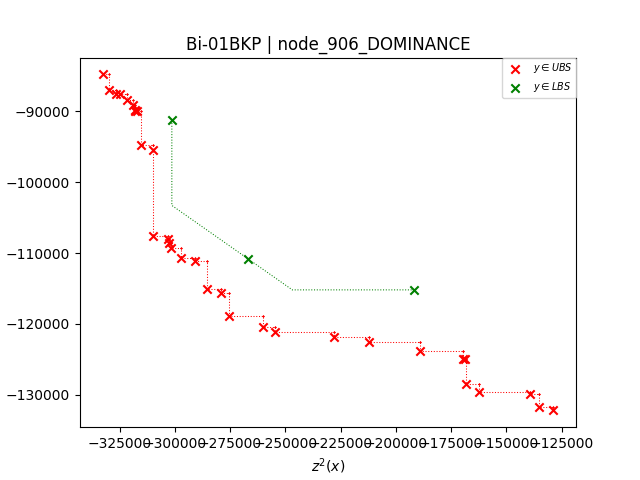 Bi-01BKP | node_906_DOMINANCE
y ∈ UBS
y ∈ LBS
−90000
−100000
−110000
−120000
−130000
−325000−300000−275000−250000−225000−200000−175000−150000−125000
z²(x)